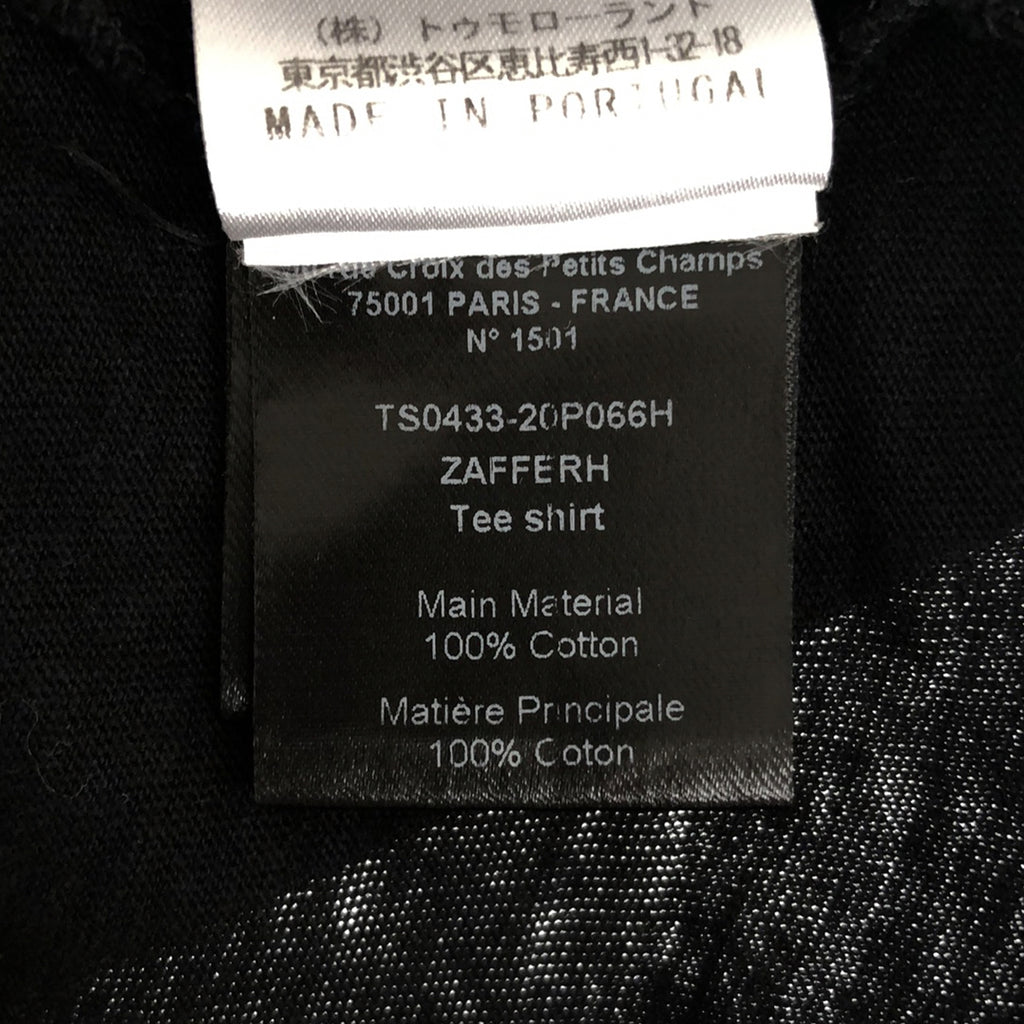 (株) トゥモローランド
東京都渋谷区恵比寿西1-32-18
MADE IN PORTUGAL
Croix des Petits Champs
75001 PARIS - FRANCE
N° 1501
TS0433-20P066H
ZAFFERH
Tee shirt
Main Material
100% Cotton
Matière Principale
100% Coton